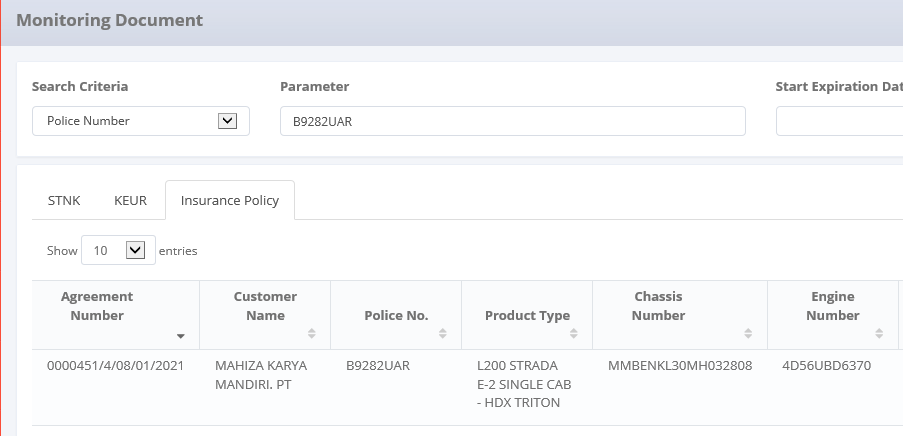 Monitoring Document
Search Criteria Parameter Start Expiration Dat
Police Number B9282UAR
STNK KEUR Insurance Policy
Show 10 entries
Agreement Number Customer Name Police No. Product Type Chassis Number Engine Number
0000451/4/08/01/2021 MAHIZA KARYA MANDIRI. PT B9282UAR L200 STRADA E-2 SINGLE CAB - HDX TRITON MMBENKL30MH032808 4D56UBD6370